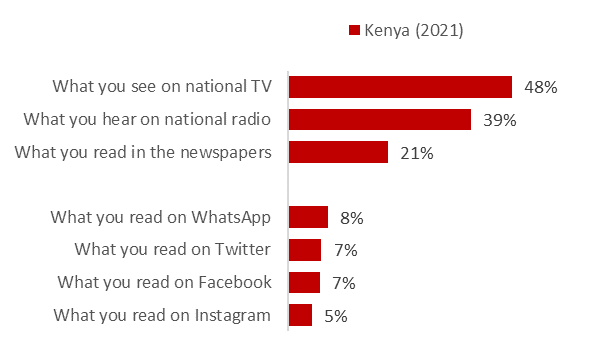 Kenya (2021)
What you see on national TV 48%
What you hear on national radio 39%
What you read in the newspapers 21%
What you read on WhatsApp 8%
What you read on Twitter 7%
What you read on Facebook 7%
What you read on Instagram 5%